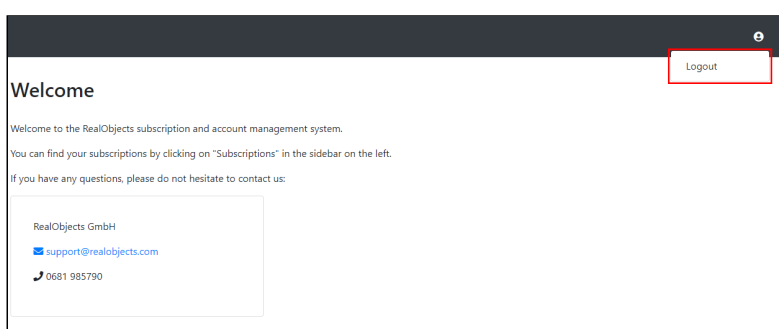 Logout
Welcome
Welcome to the RealObjects subscription and account management system.
You can find your subscriptions by clicking on "Subscriptions" in the sidebar on the left.
If you have any questions, please do not hesitate to contact us:
RealObjects GmbH
support@realobjects.com
0681 985790